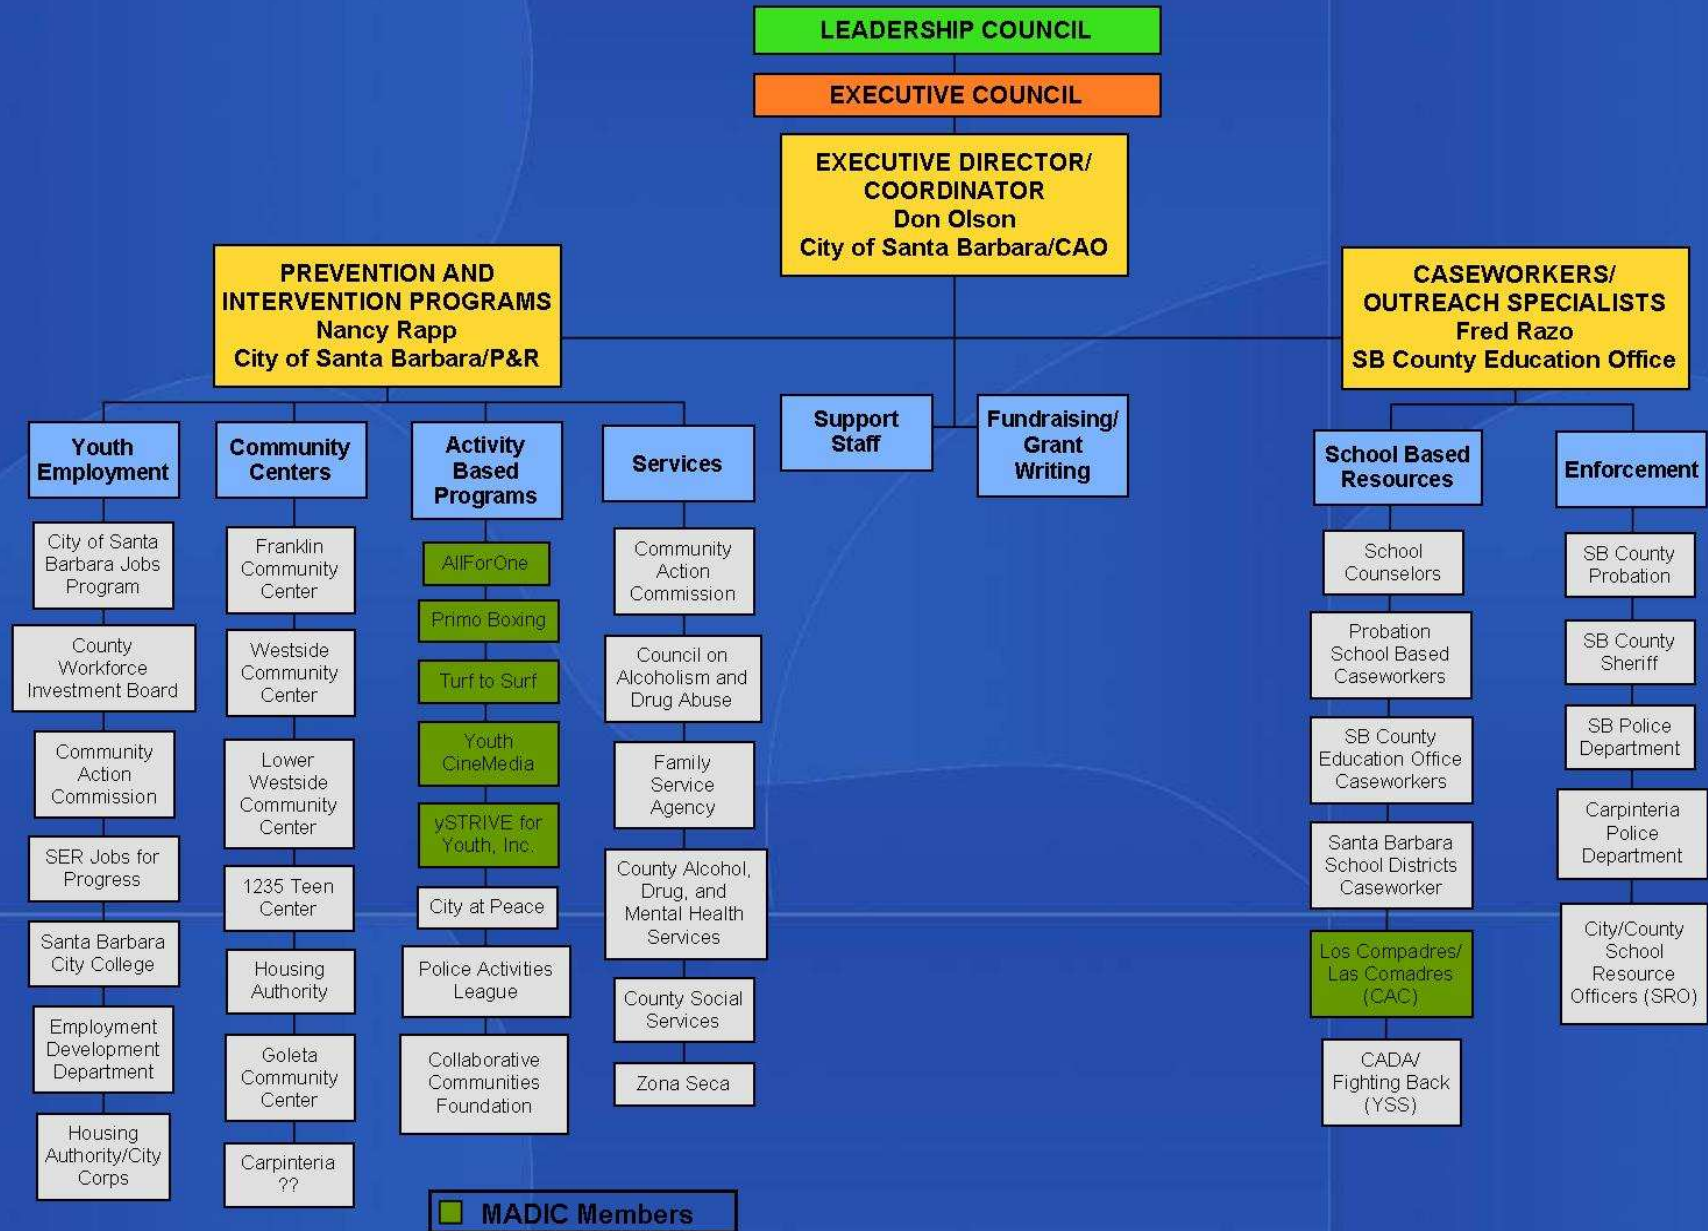 LEADERSHIP COUNCIL
EXECUTIVE COUNCIL
EXECUTIVE DIRECTOR/
COORDINATOR
Don Olson
City of Santa Barbara/CAO
PREVENTION AND
INTERVENTION PROGRAMS
Nancy Rapp
City of Santa Barbara/P&R
CASEWORKERS/
OUTREACH SPECIALISTS
Fred Razo
SB County Education Office
Youth
Employment
City of Santa
Barbara Jobs
Program
County
Workforce
Investment Board
Community
Action
Commission
SER Jobs for
Progress
Santa Barbara
City College
Employment
Development
Department
Housing
Authority/City
Corps
Community
Centers
Franklin
Community
Center
Westside
Community
Center
Lower
Westside
Community
Center
1235 Teen
Center
Housing
Authority
Goleta
Community
Center
Carpinteria
??
Activity
Based
Programs
AllForOne
Primo Boxing
Turf to Surf
Youth
CineMedia
ySTRIVE for
Youth, Inc.
City at Peace
Police Activities
League
Collaborative
Communities
Foundation
Services
Community
Action
Commission
Council on
Alcoholism and
Drug Abuse
Family
Service
Agency
County Alcohol,
Drug, and
Mental Health
Services
County Social
Services
Zona Seca
Support
Staff
Fundraising/
Grant
Writing
School Based
Resources
School
Counselors
Probation
School Based
Caseworkers
SB County
Education Office
Caseworkers
Santa Barbara
School Districts
Caseworker
Los Compadres/
Las Comadres
(CAC)
CADA/
Fighting Back
(YSS)
Enforcement
SB County
Probation
SB County
Sheriff
SB Police
Department
Carpinteria
Police
Department
City/County
School
Resource
Officers (SRO)
MADIC Members